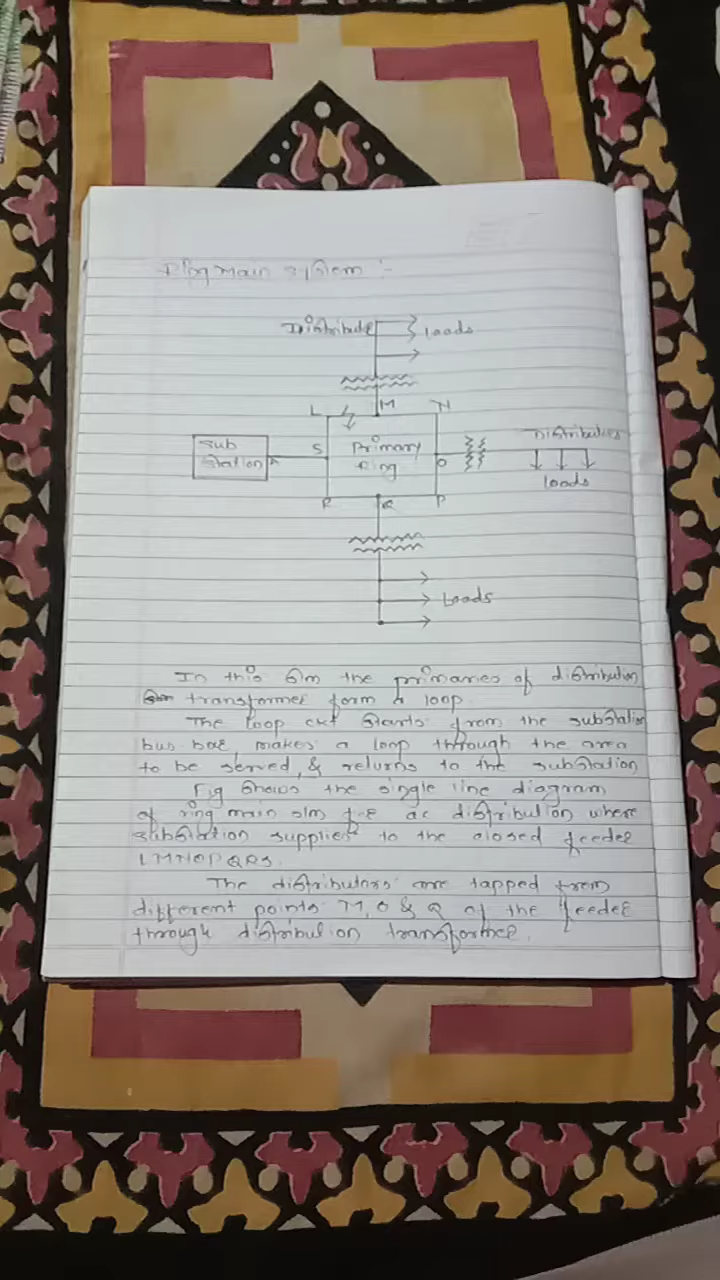 Ring main system :-
Distributer
loads
L
M
N
Sub
Station
S
Primary
Ring
O
Distributers
loads
R
Q
P
Loads
In this s/m the primaries of distribution
transformer form a loop.
The loop ckt starts from the substation
bus bar, makes a loop through the area
to be served, & returns to the substation
Fig shows the single line diagram
of ring main s/m for ac distribution where
substation supplies to the closed feeder
LMNOPQRS.
The distributors are tapped from
different points M, O & Q of the feeder
through distribution transformer.